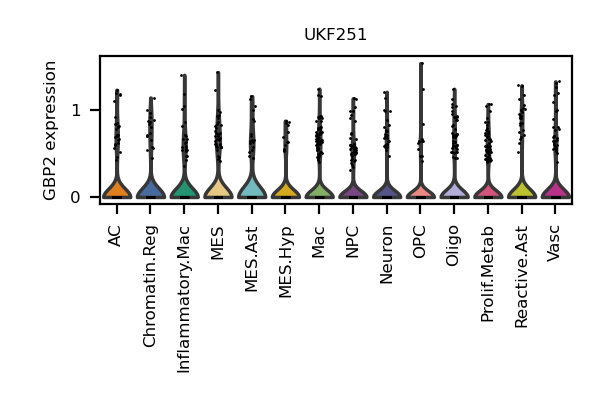 UKF251
GBP2 expression
1
0
AC
Chromatin.Reg
Inflammatory.Mac
MES
MES.Ast
MES.Hyp
Mac
NPC
Neuron
OPC
Oligo
Prolif.Metab
Reactive.Ast
Vasc